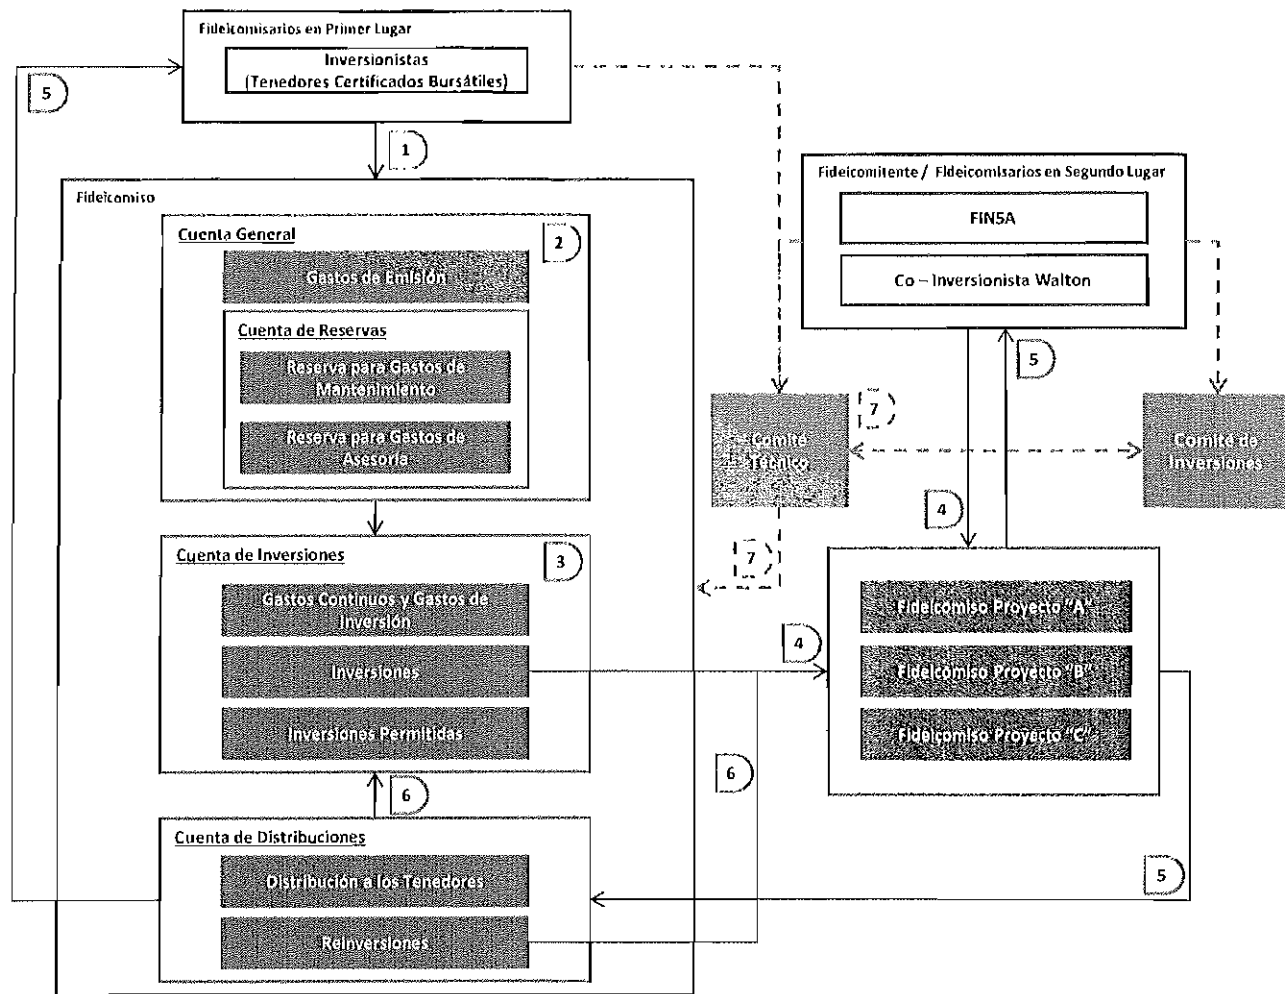 Fideicomisarios en Primer Lugar
Inversionistas
(Tenedores Certificados Bursátiles)
5
1
Fideicomiso
Cuenta General
2
Gastos de Emisión
Cuenta de Reservas
Reserva para Gastos de
Mantenimiento
Reserva para Gastos de
Asesoría
Cuenta de Inversiones
3
Gastos Continuos y Gastos de
Inversión
Inversiones
Inversiones Permitidas
6
Cuenta de Distribuciones
Distribución a los Tenedores
Reinversiones
Fideicomitente / Fideicomisarios en Segundo Lugar
FINSA
Co – Inversionista Walton
5
7
Comité
Técnico
Comité de
Inversiones
4
7
4
Fideicomiso Proyecto "A"
Fideicomiso Proyecto "B"
Fideicomiso Proyecto "C"
6
5